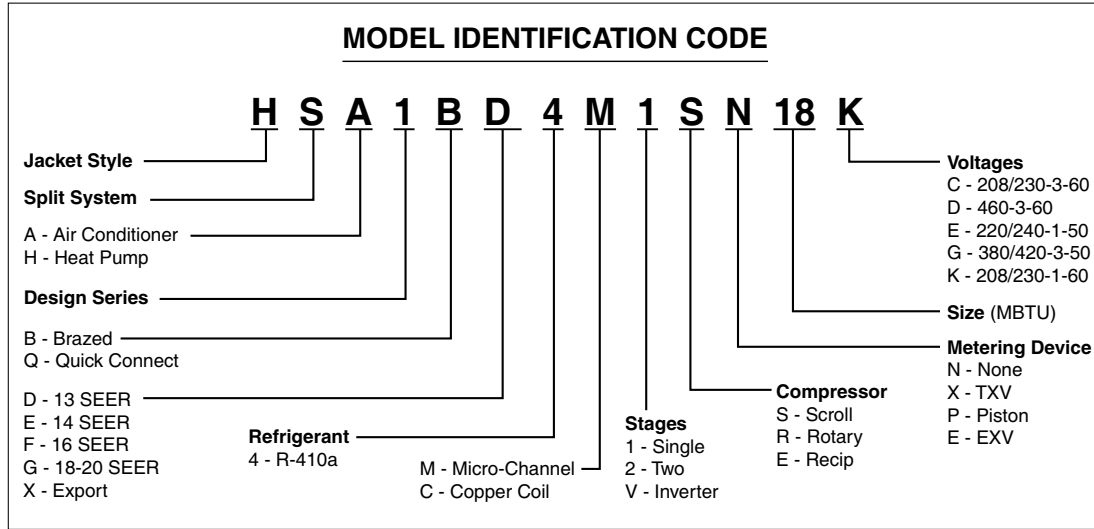 MODEL IDENTIFICATION CODE
H S A 1 B D 4 M 1 S N 18 K
Jacket Style
Split System
A - Air Conditioner
H - Heat Pump
Design Series
B - Brazed
Q - Quick Connect
D - 13 SEER
E - 14 SEER
F - 16 SEER
G - 18-20 SEER
X - Export
Refrigerant
4 - R-410a
M - Micro-Channel
C - Copper Coil
Stages
1 - Single
2 - Two
V - Inverter
Compressor
S - Scroll
R - Rotary
E - Recip
Voltages
C - 208/230-3-60
D - 460-3-60
E - 220/240-1-50
G - 380/420-3-50
K - 208/230-1-60
Size (MBTU)
Metering Device
N - None
X - TXV
P - Piston
E - EXV